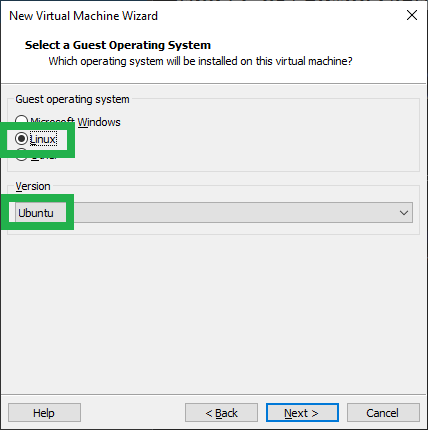 New Virtual Machine Wizard
Select a Guest Operating System
Which operating system will be installed on this virtual machine?
Guest operating system
Microsoft Windows
Linux
Version
Ubuntu
Help
< Back
Next >
Cancel